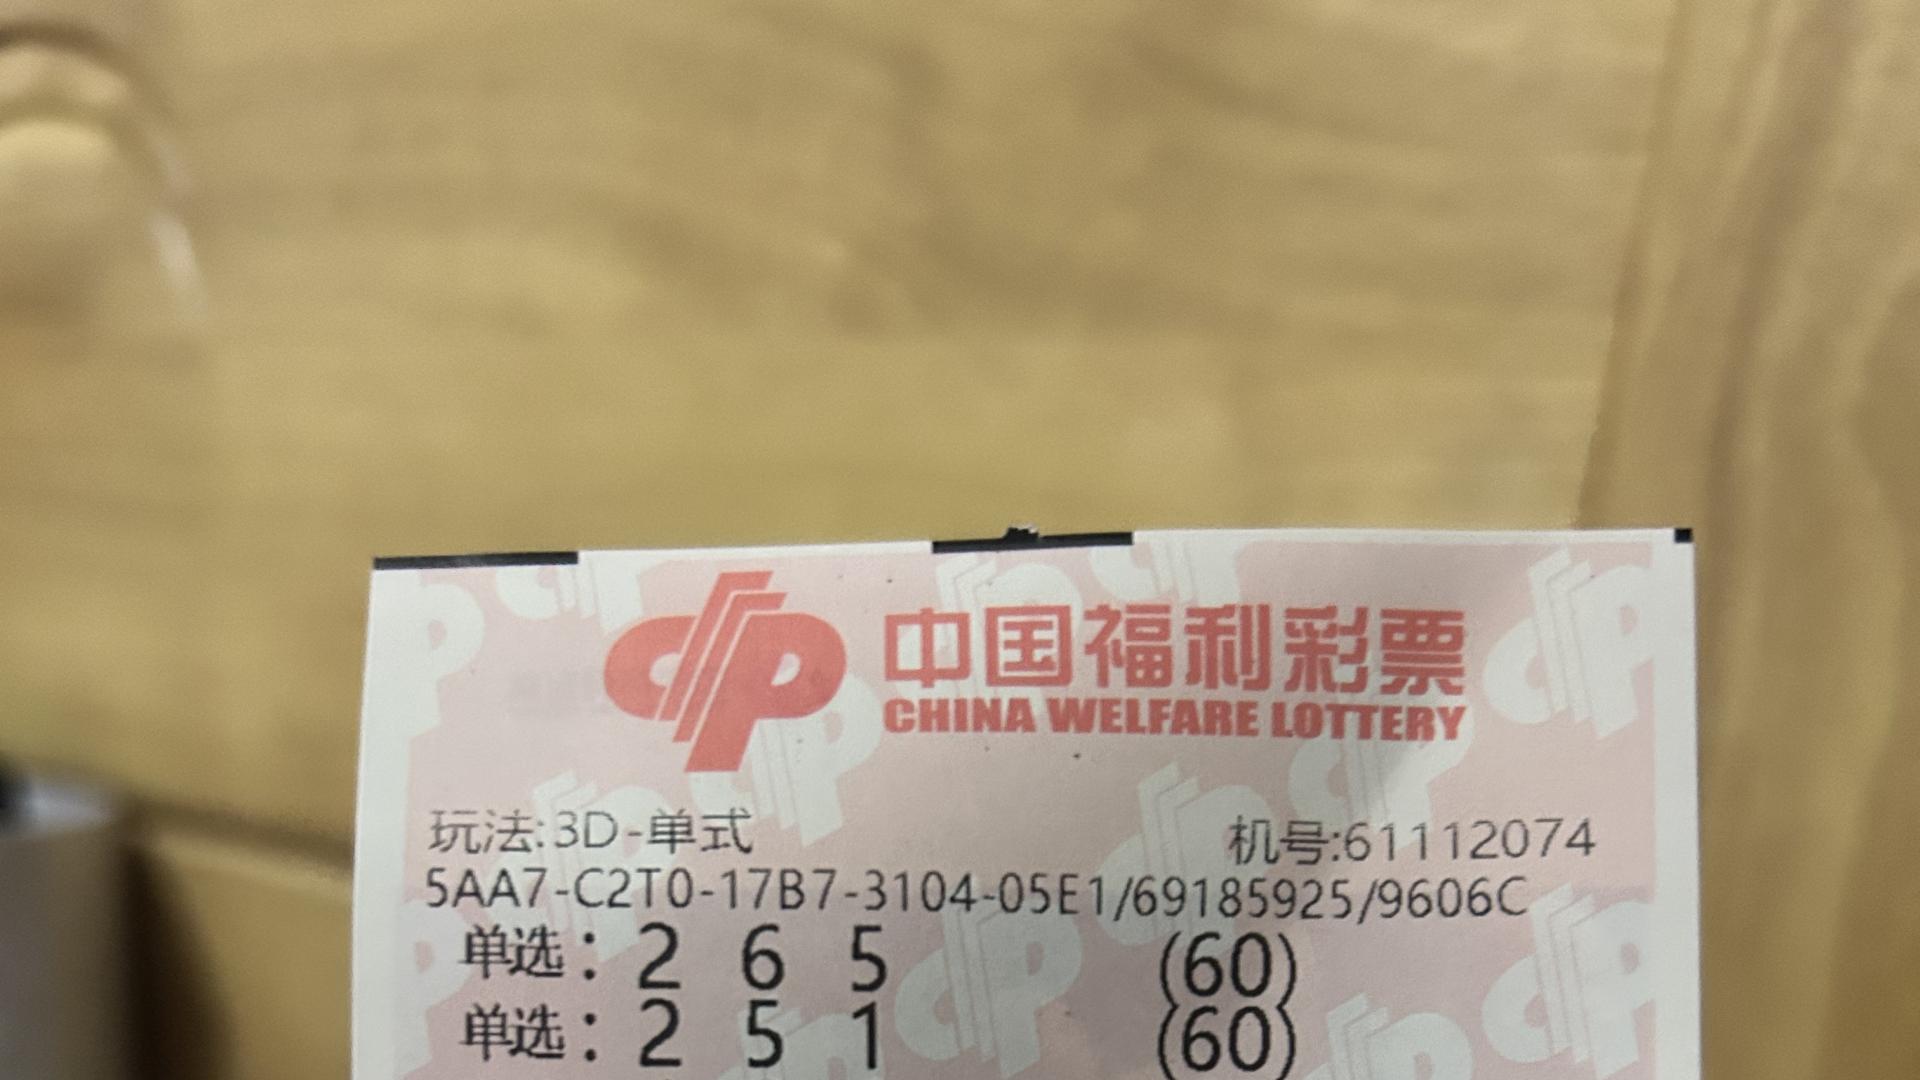 中国福利彩票
CHINA WELFARE LOTTERY
玩法:3D-单式 机号:61112074
5AA7-C2T0-17B7-3104-05E1/69185925/9606C
单选：2 6 5 (60)
单选：2 5 1 (60)